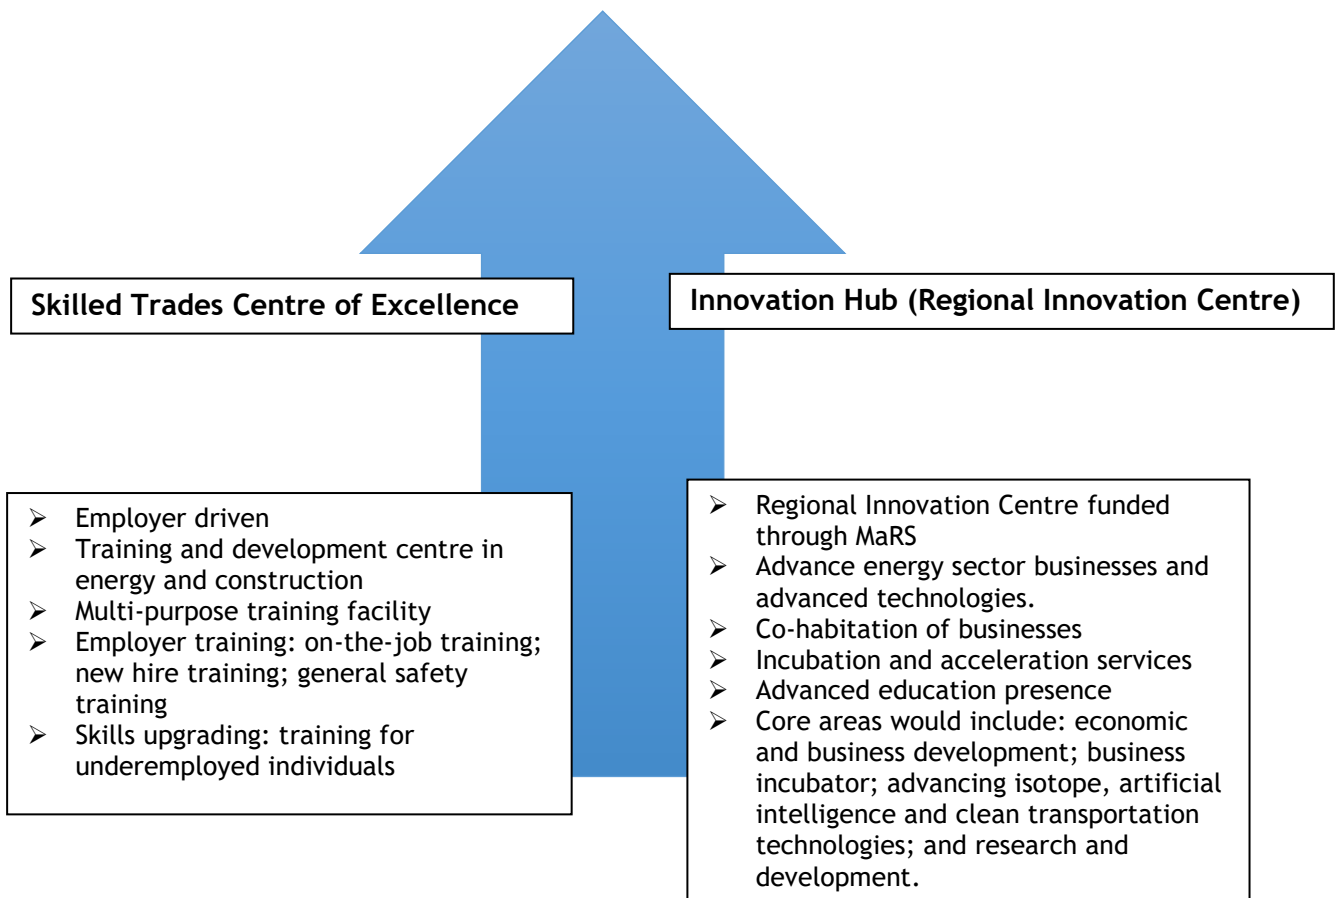 Skilled Trades Centre of Excellence
Innovation Hub (Regional Innovation Centre)
➢ Employer driven
➢ Training and development centre in
energy and construction
➢ Multi-purpose training facility
➢ Employer training: on-the-job training;
new hire training; general safety
training
➢ Skills upgrading: training for
underemployed individuals
➢ Regional Innovation Centre funded
through MaRS
➢ Advance energy sector businesses and
advanced technologies.
➢ Co-habitation of businesses
➢ Incubation and acceleration services
➢ Advanced education presence
➢ Core areas would include: economic
and business development; business
incubator; advancing isotope, artificial
intelligence and clean transportation
technologies; and research and
development.